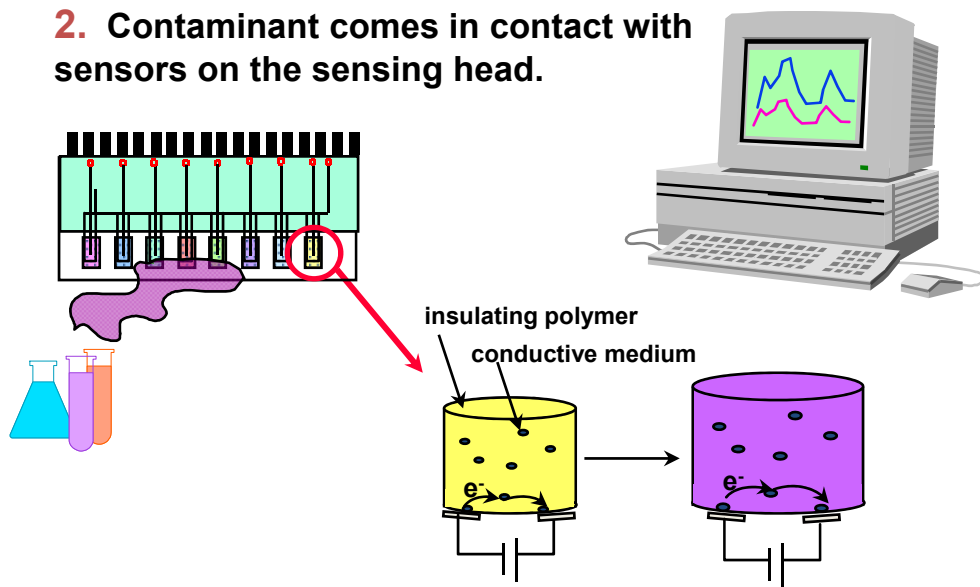 2. Contaminant comes in contact with
sensors on the sensing head.
insulating polymer
conductive medium
e-
e-